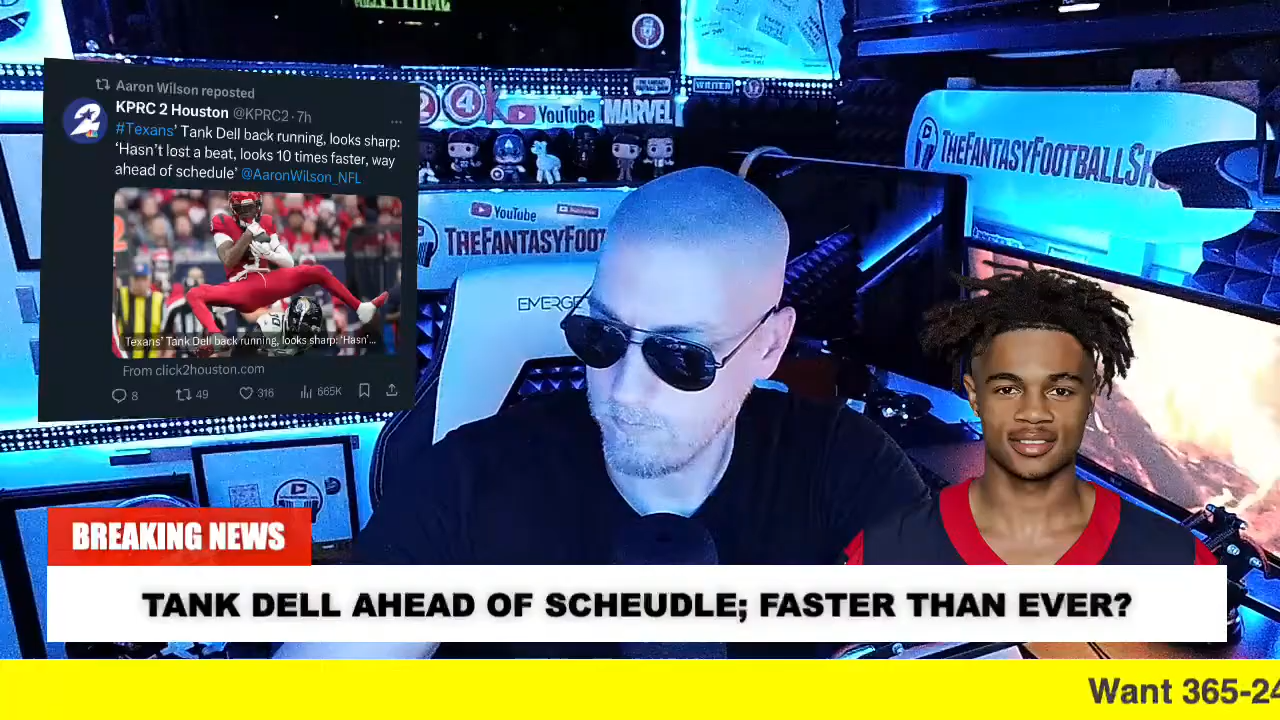 Aaron Wilson reposted
KPRC 2 Houston @KPRC2 · 7h
#Texans' Tank Dell back running, looks sharp:
'Hasn't lost a beat, looks 10 times faster, way
ahead of schedule' @AaronWilson_NFL
Texans' Tank Dell back running, looks sharp: 'Hasn'...
From click2houston.com
8 49 316 665K
YouTube
MARVEL
WRITER
THEFANTASYFOOTBALLSH
YouTube
THEFANTASYFOOT
EMERGE
BREAKING NEWS
TANK DELL AHEAD OF SCHEUDLE; FASTER THAN EVER?
Want 365-24